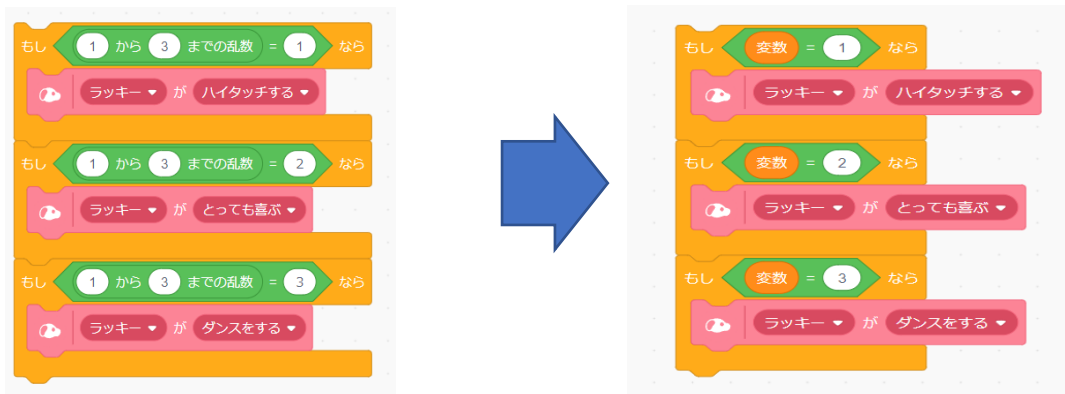 もし 1 から 3 までの乱数 = 1 なら
ラッキー が ハイタッチする
もし 1 から 3 までの乱数 = 2 なら
ラッキー が とっても喜ぶ
もし 1 から 3 までの乱数 = 3 なら
ラッキー が ダンスをする
もし 変数 = 1 なら
ラッキー が ハイタッチする
もし 変数 = 2 なら
ラッキー が とっても喜ぶ
もし 変数 = 3 なら
ラッキー が ダンスをする